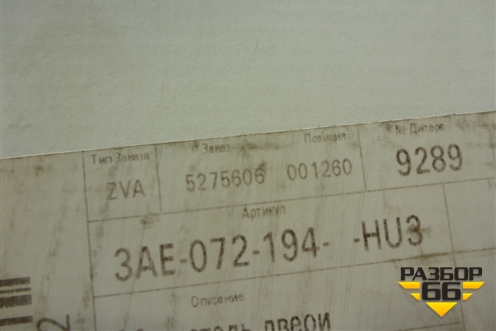 Тип Заказа Заказ Позиция № Дилера
ZVA 5275606 001260 9289
Артикул
3AE-072-194- -HU3
Описание
двери
2
РАЗБОР
66